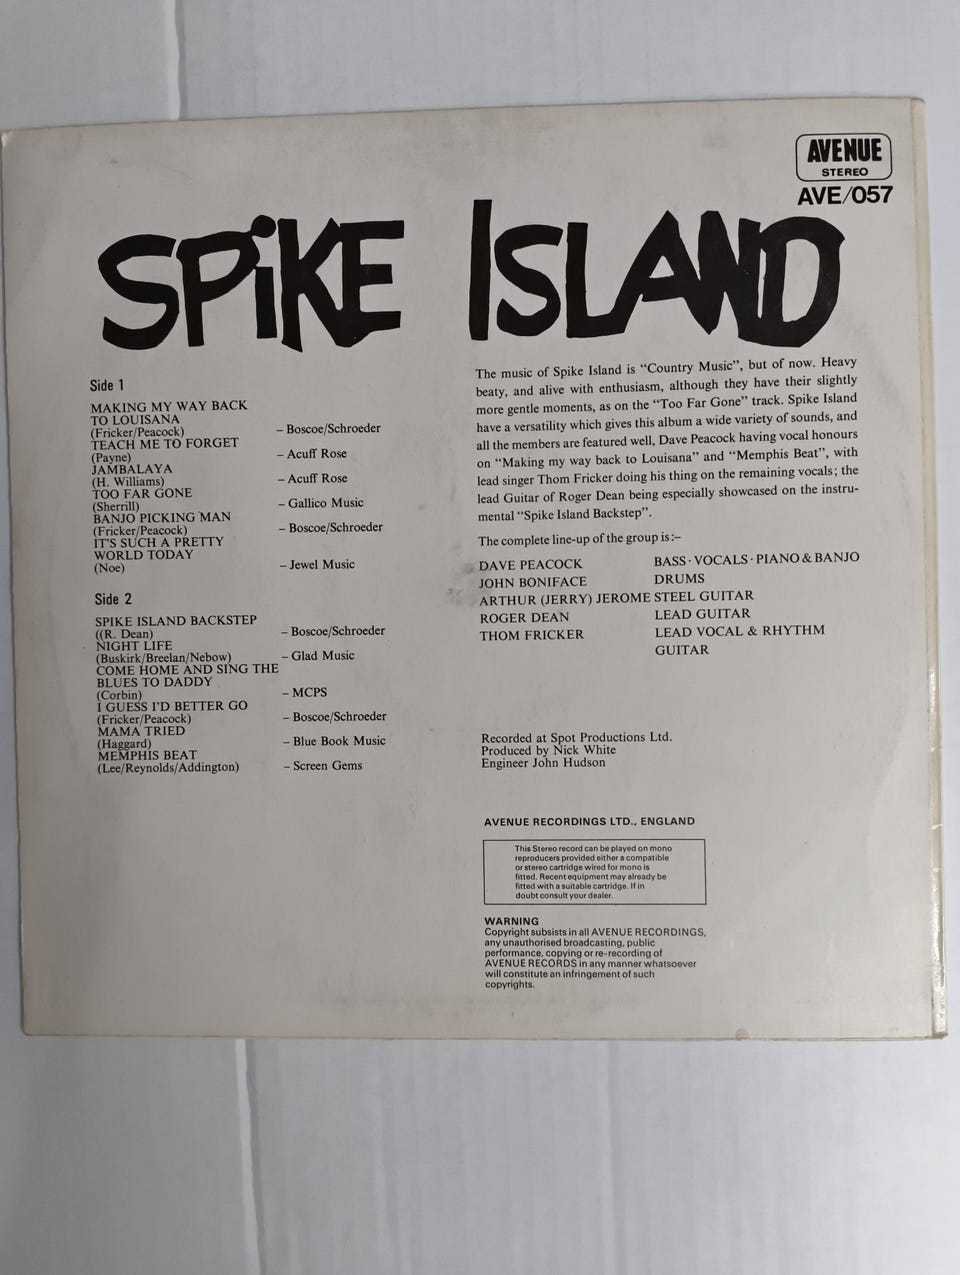 AVENUE
STEREO
AVE/057
SPiKE ISLAND
Side 1
MAKING MY WAY BACK
TO LOUISANA
(Fricker/Peacock) – Boscoe/Schroeder
TEACH ME TO FORGET
(Payne) – Acuff Rose
JAMBALAYA
(H. Williams) – Acuff Rose
TOO FAR GONE
(Sherrill) – Gallico Music
BANJO PICKING MAN
(Fricker/Peacock) – Boscoe/Schroeder
IT'S SUCH A PRETTY
WORLD TODAY
(Noe) – Jewel Music
Side 2
SPIKE ISLAND BACKSTEP
((R. Dean) – Boscoe/Schroeder
NIGHT LIFE
(Buskirk/Breelan/Nebow) – Glad Music
COME HOME AND SING THE
BLUES TO DADDY
(Corbin) – MCPS
I GUESS I'D BETTER GO
(Fricker/Peacock) – Boscoe/Schroeder
MAMA TRIED
(Haggard) – Blue Book Music
MEMPHIS BEAT
(Lee/Reynolds/Addington) – Screen Gems
The music of Spike Island is "Country Music", but of now. Heavy
beaty, and alive with enthusiasm, although they have their slightly
more gentle moments, as on the "Too Far Gone" track. Spike Island
have a versatility which gives this album a wide variety of sounds, and
all the members are featured well, Dave Peacock having vocal honours
on "Making my way back to Louisana" and "Memphis Beat", with
lead singer Thom Fricker doing his thing on the remaining vocals; the
lead Guitar of Roger Dean being especially showcased on the instru-
mental "Spike Island Backstep".
The complete line-up of the group is:–
DAVE PEACOCK BASS · VOCALS · PIANO & BANJO
JOHN BONIFACE DRUMS
ARTHUR (JERRY) JEROME STEEL GUITAR
ROGER DEAN LEAD GUITAR
THOM FRICKER LEAD VOCAL & RHYTHM
GUITAR
Recorded at Spot Productions Ltd.
Produced by Nick White
Engineer John Hudson
AVENUE RECORDINGS LTD., ENGLAND
This Stereo record can be played on mono
reproducers provided either a compatible
or stereo cartridge wired for mono is
fitted. Recent equipment may already be
fitted with a suitable cartridge. If in
doubt consult your dealer.
WARNING
Copyright subsists in all AVENUE RECORDINGS,
any unauthorised broadcasting, public
performance, copying or re-recording of
AVENUE RECORDS in any manner whatsoever
will constitute an infringement of such
copyrights.